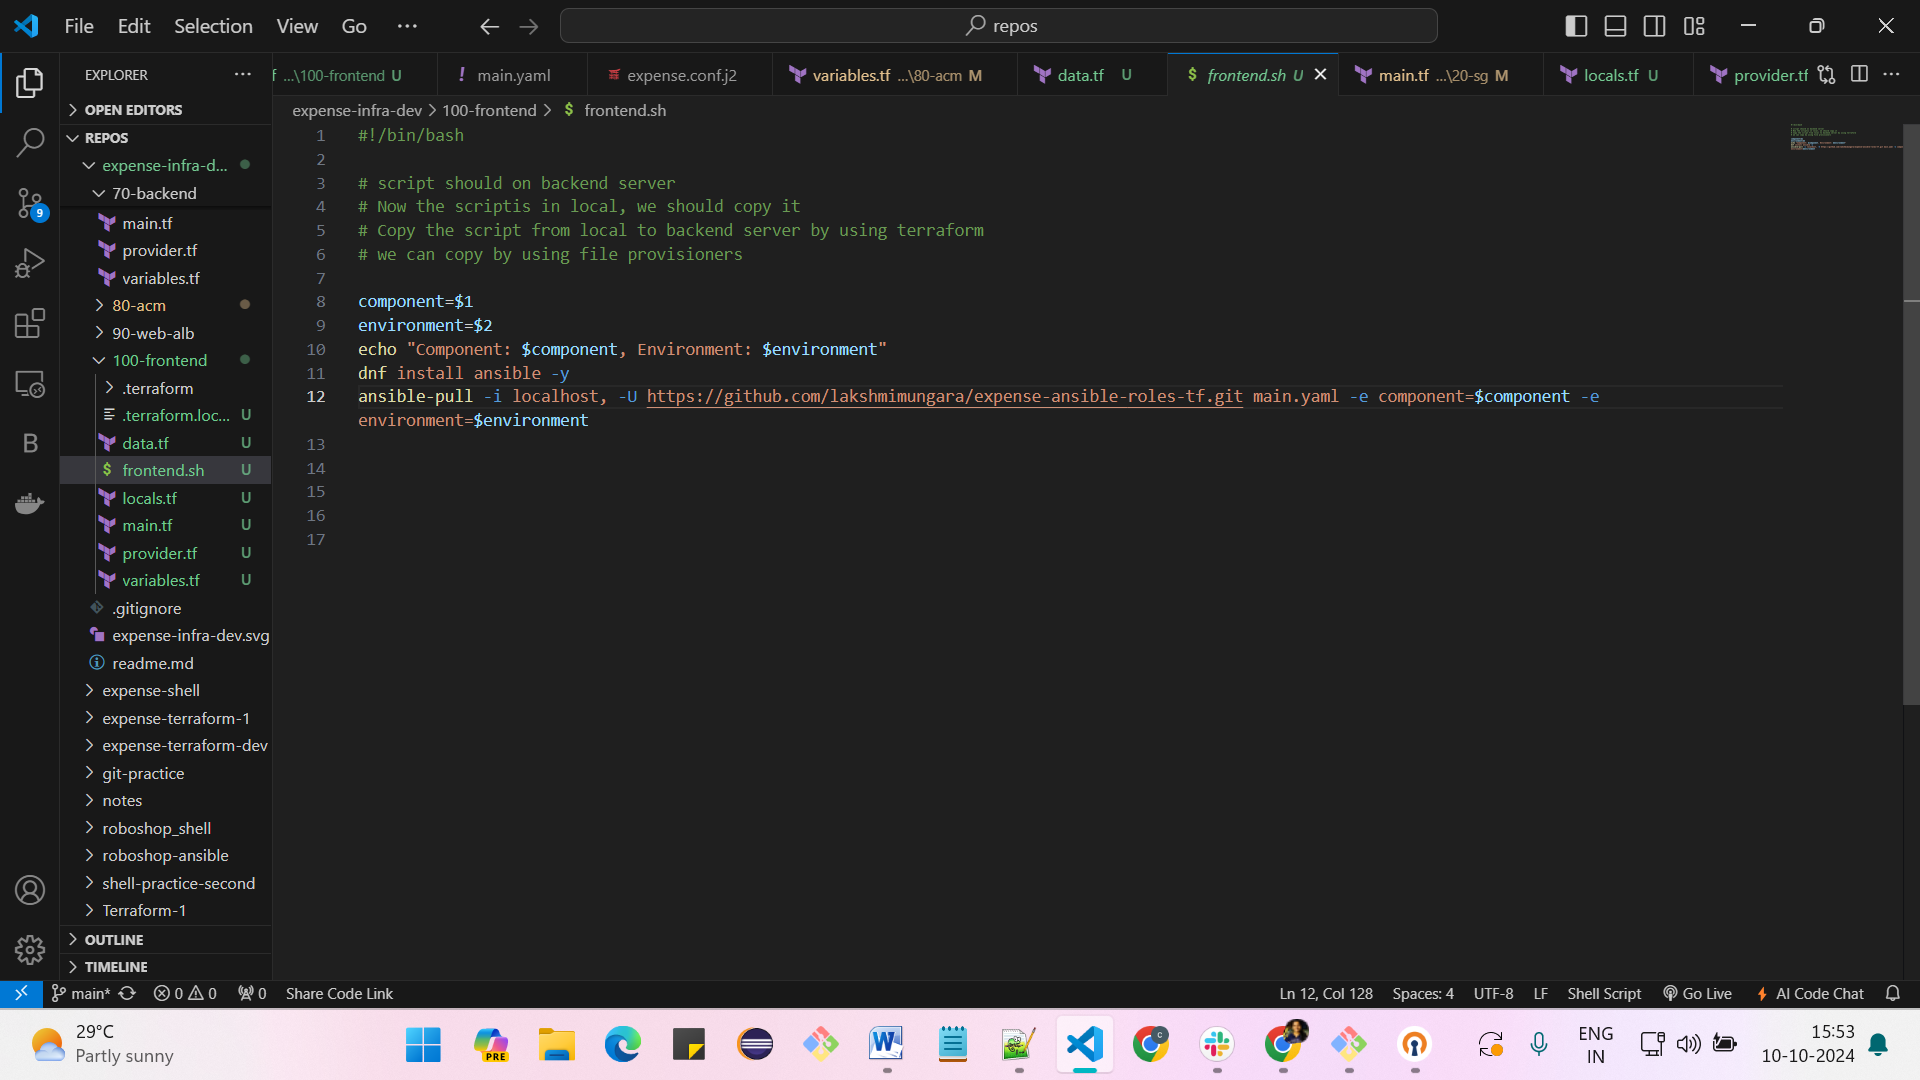 File Edit Selection View Go ···
repos
EXPLORER ···
OPEN EDITORS
REPOS
expense-infra-d...
70-backend
main.tf
provider.tf
variables.tf
80-acm
90-web-alb
100-frontend
.terraform
.terraform.loc... U
data.tf U
frontend.sh U
locals.tf U
main.tf U
provider.tf U
variables.tf U
.gitignore
expense-infra-dev.svg
readme.md
expense-shell
expense-terraform-1
expense-terraform-dev
git-practice
notes
roboshop_shell
roboshop-ansible
shell-practice-second
Terraform-1
OUTLINE
TIMELINE
9
B
f ...\100-frontend U
! main.yaml
expense.conf.j2
variables.tf ...\80-acm M
data.tf U
$ frontend.sh U
main.tf ...\20-sg M
locals.tf U
provider.tf
expense-infra-dev > 100-frontend > $ frontend.sh
1 #!/bin/bash
2
3 # script should on backend server
4 # Now the scriptis in local, we should copy it
5 # Copy the script from local to backend server by using terraform
6 # we can copy by using file provisioners
7
8 component=$1
9 environment=$2
10 echo "Component: $component, Environment: $environment"
11 dnf install ansible -y
12 ansible-pull -i localhost, -U https://github.com/lakshmimungara/expense-ansible-roles-tf.git main.yaml -e component=$component -e
environment=$environment
13
14
15
16
17
main* 0 0 0 Share Code Link
Ln 12, Col 128 Spaces: 4 UTF-8 LF Shell Script Go Live AI Code Chat
29°C
Partly sunny
PRE
C
ENG
IN
15:53
10-10-2024